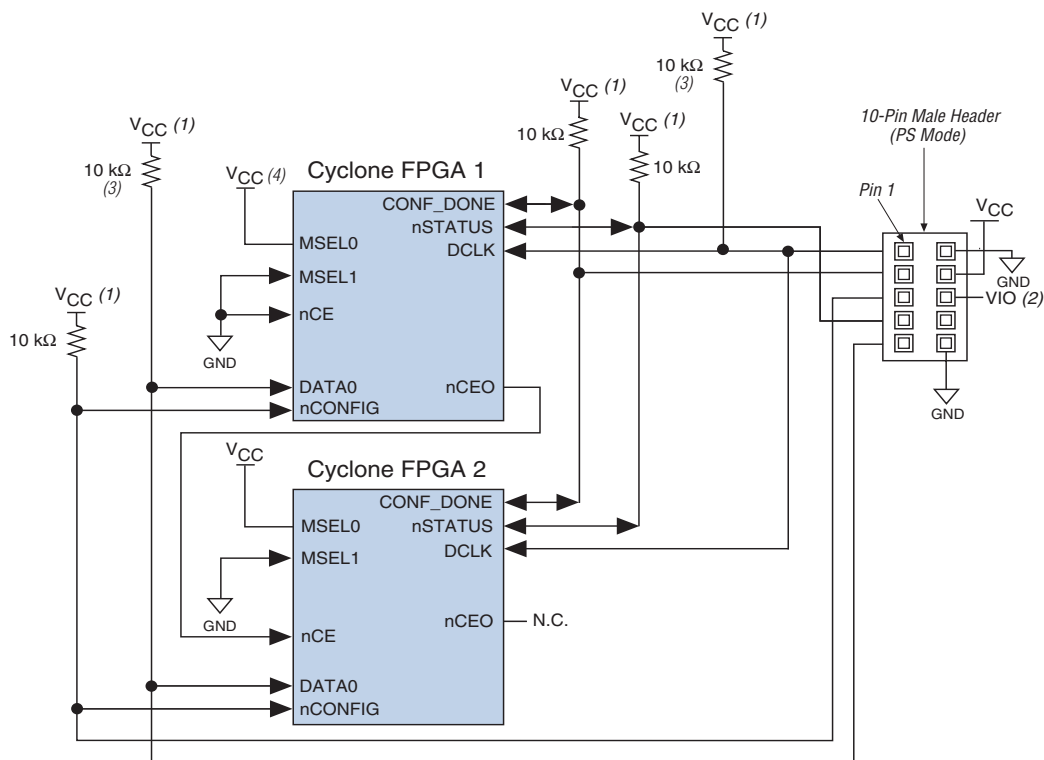 VCC (1)
10 kΩ
(3)
VCC (1)
10 kΩ
VCC (1)
10 kΩ
10-Pin Male Header
(PS Mode)
Pin 1
VCC
GND
VIO (2)
GND
VCC (1)
10 kΩ
(3)
VCC (1)
10 kΩ
VCC (4)
Cyclone FPGA 1
CONF_DONE
nSTATUS
DCLK
MSEL0
MSEL1
nCE
GND
DATA0
nCONFIG
nCEO
VCC
Cyclone FPGA 2
CONF_DONE
nSTATUS
DCLK
MSEL0
MSEL1
GND
nCE
nCEO
N.C.
DATA0
nCONFIG